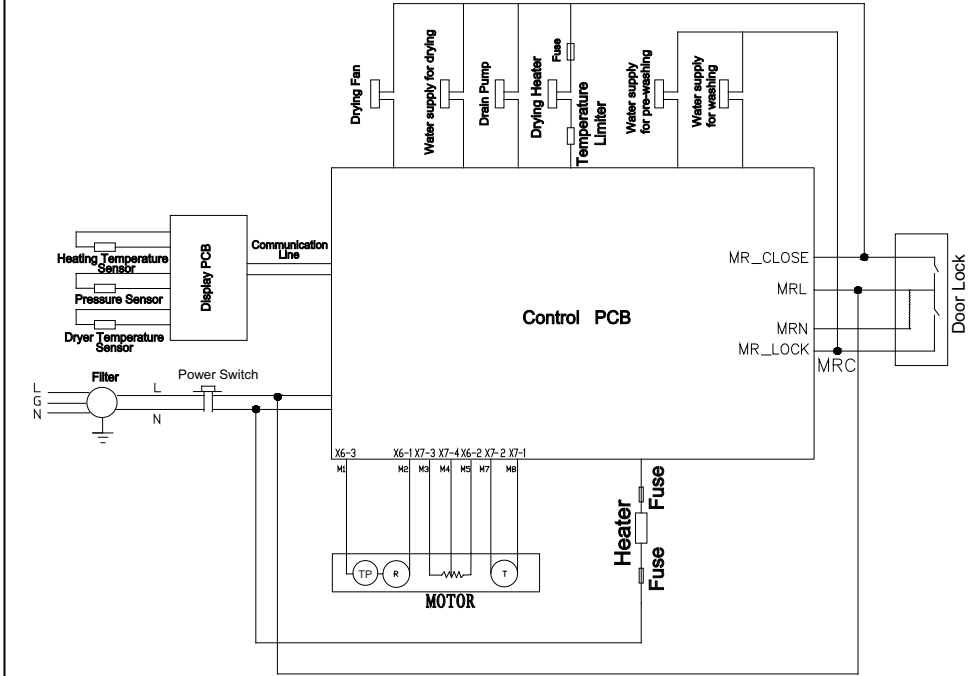 Drying Fan
Water supply for drying
Drain Pump
Drying Heater
Fuse
Temperature
Limiter
Water supply
for pre-washing
Water supply
for washing
Heating Temperature
Sensor
Pressure Sensor
Dryer Temperature
Sensor
Display PCB
Communication
Line
Control PCB
MR_CLOSE
MRL
MRN
MR_LOCK
MRC
Door Lock
Filter
Power Switch
L
G
N
L
N
X6-3 X6-1 X7-3 X7-4 X6-2 X7-2 X7-1
M1 M2 M3 M4 M5 M7 M8
TP
R
T
MOTOR
Heater
Fuse
Fuse